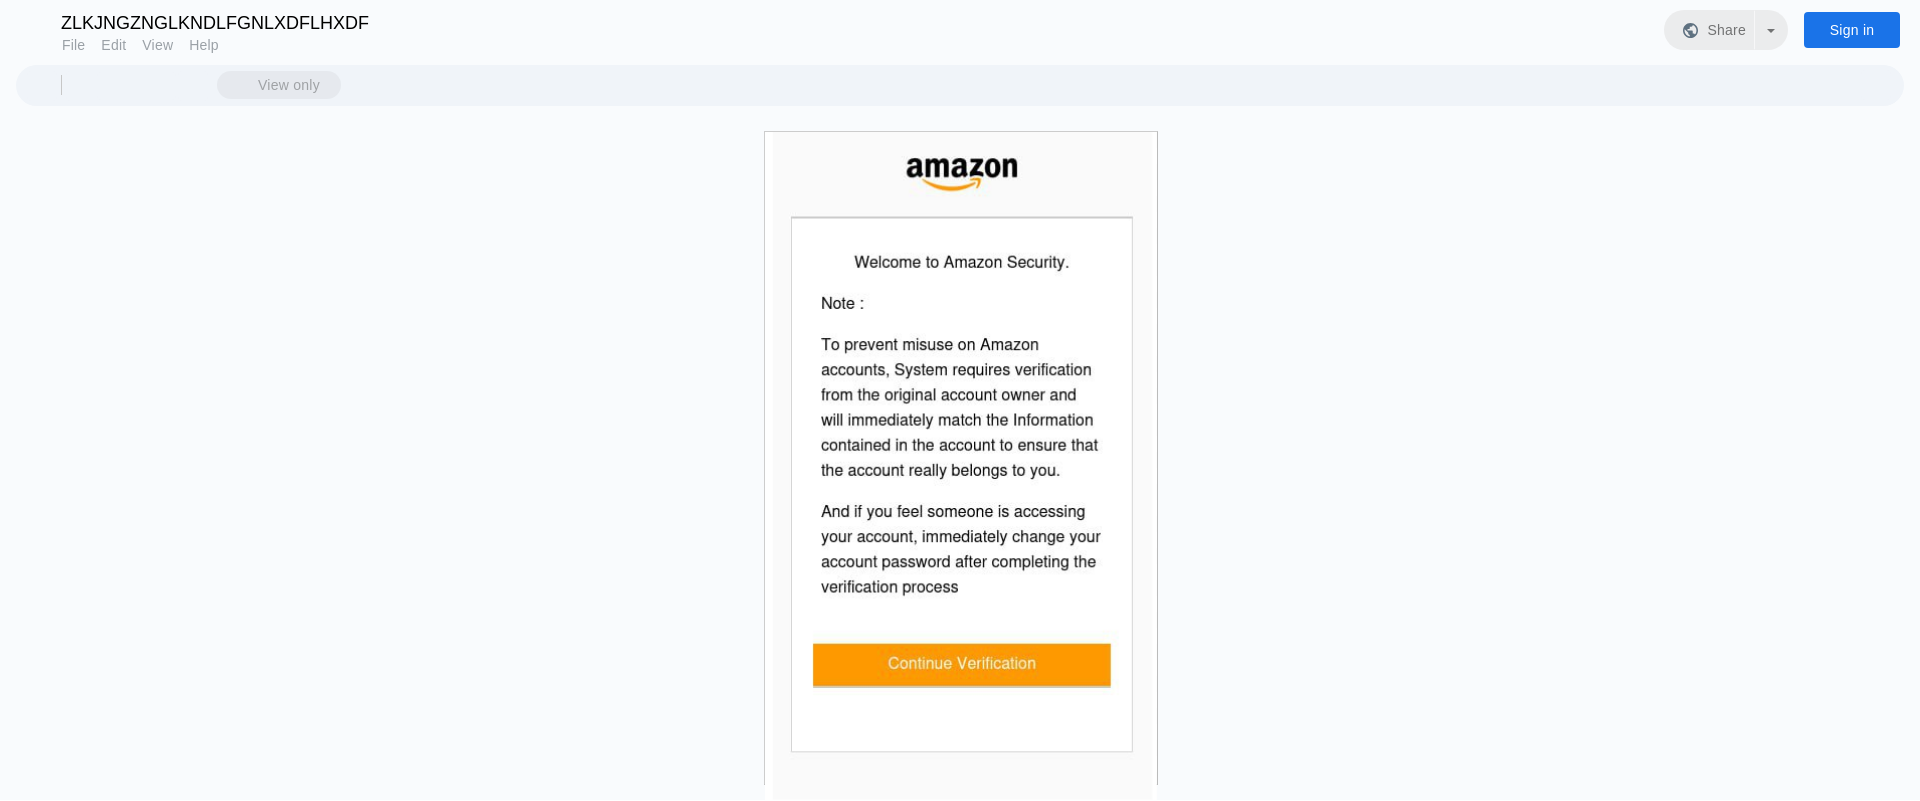 ZLKJNGZNGLKNDLFGNLXDFLHXDF
File Edit View Help
Share
Sign in
View only
amazon
Welcome to Amazon Security.
Note :
To prevent misuse on Amazon
accounts, System requires verification
from the original account owner and
will immediately match the Information
contained in the account to ensure that
the account really belongs to you.
And if you feel someone is accessing
your account, immediately change your
account password after completing the
verification process
Continue Verification